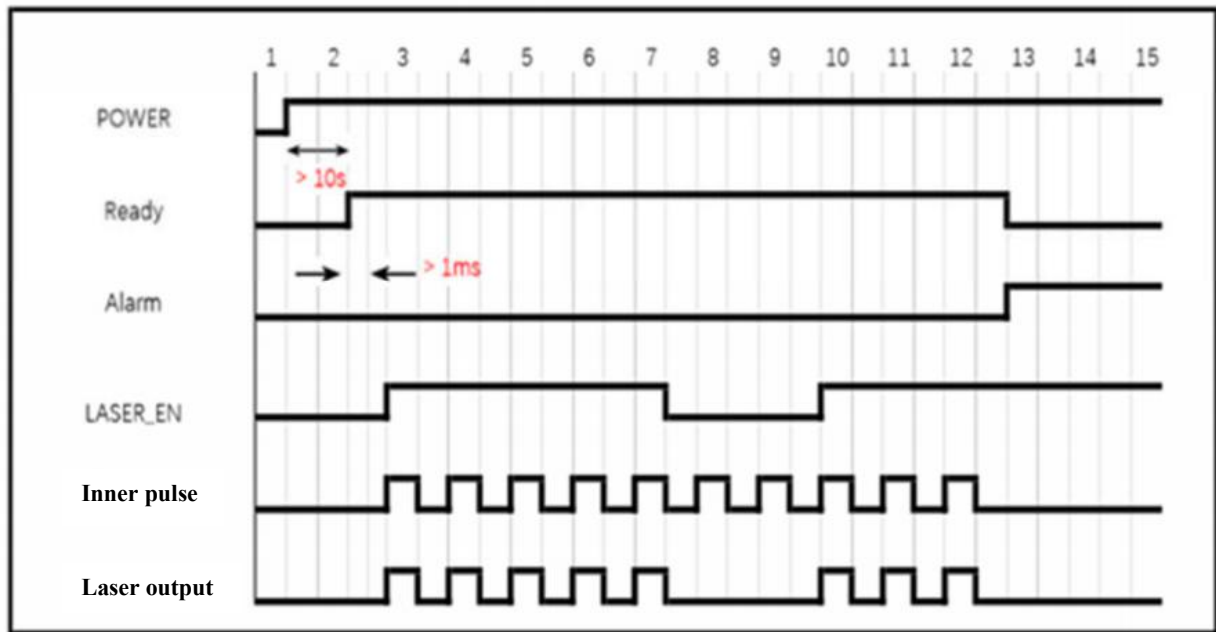 1 2 3 4 5 6 7 8 9 10 11 12 13 14 15
POWER
> 10s
Ready
> 1ms
Alarm
LASER_EN
Inner pulse
Laser output